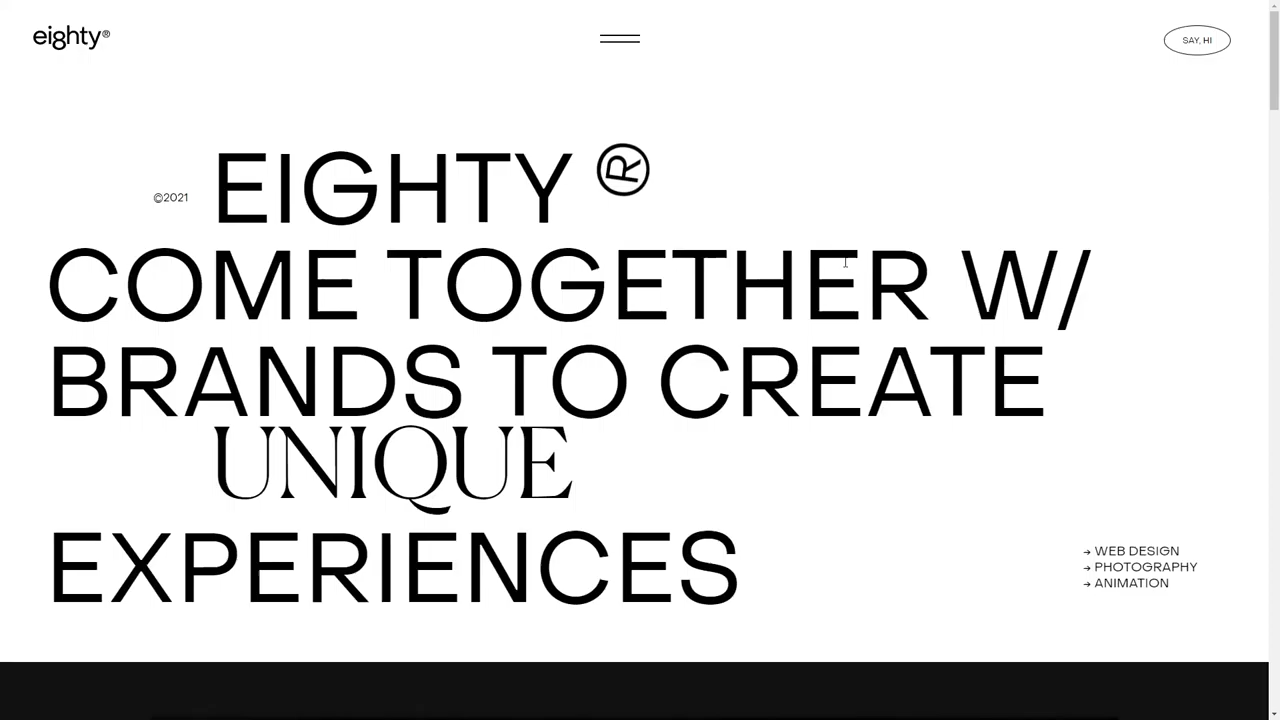 eighty®
SAY, HI
©2021
EIGHTY ®
COME TOGETHER W/
BRANDS TO CREATE
UNIQUE
EXPERIENCES
→ WEB DESIGN
→ PHOTOGRAPHY
→ ANIMATION